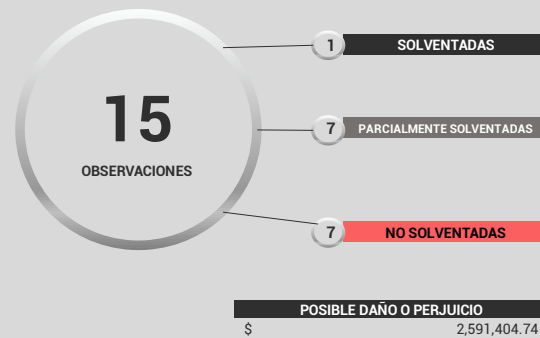 15
OBSERVACIONES
1 SOLVENTADAS
7 PARCIALMENTE SOLVENTADAS
7 NO SOLVENTADAS
POSIBLE DAÑO O PERJUICIO
$ 2,591,404.74